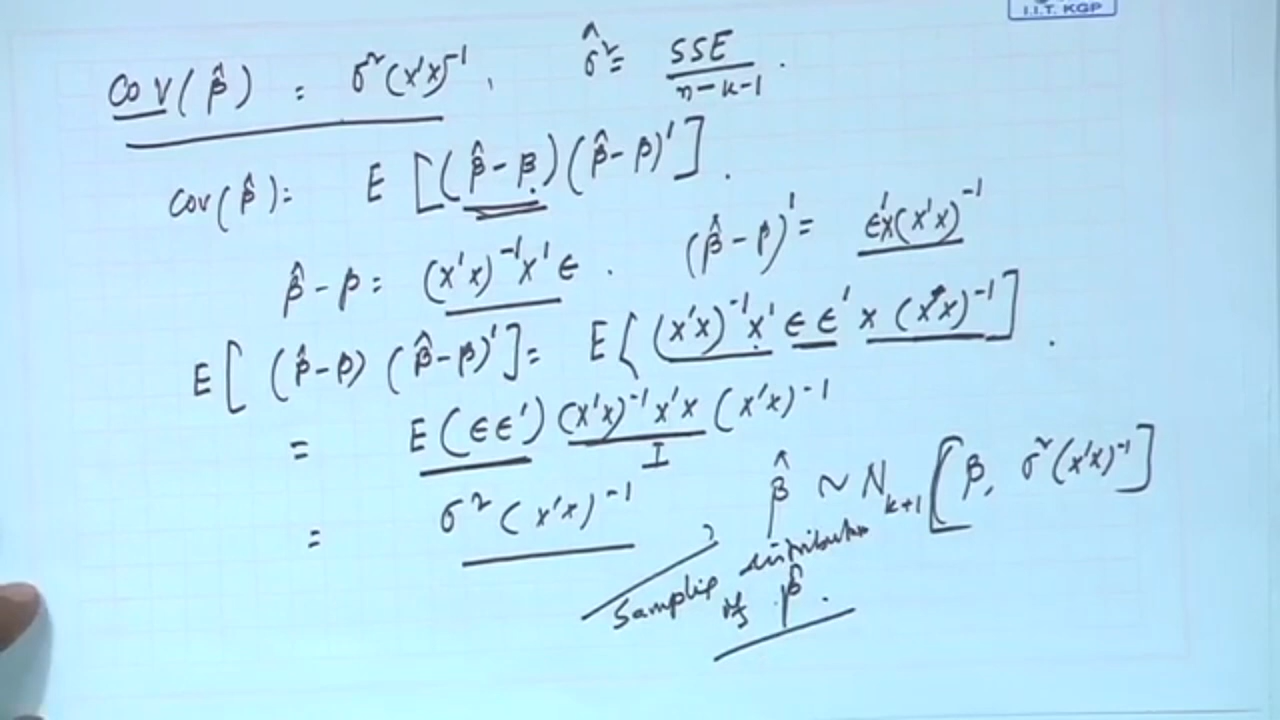 I.I.T. KGP
Cov(β̂) = σ²(x'x)⁻¹, σ̂² = SSE / n-k-1 .
Cov(β̂) = E [(β̂-β)(β̂-β)'] .
β̂-β = (x'x)⁻¹x'ϵ . (β̂-β)' = ϵ'x(x'x)⁻¹
E[(β̂-β)(β̂-β)'] = E[(x'x)⁻¹x'ϵϵ'x(x'x)⁻¹] .
= E(ϵϵ')(x'x)⁻¹x'x(x'x)⁻¹
I
= σ²(x'x)⁻¹ β̂ ~ N_{k+1}[β, σ²(x'x)⁻¹]
Sampling distribution
of β̂ .